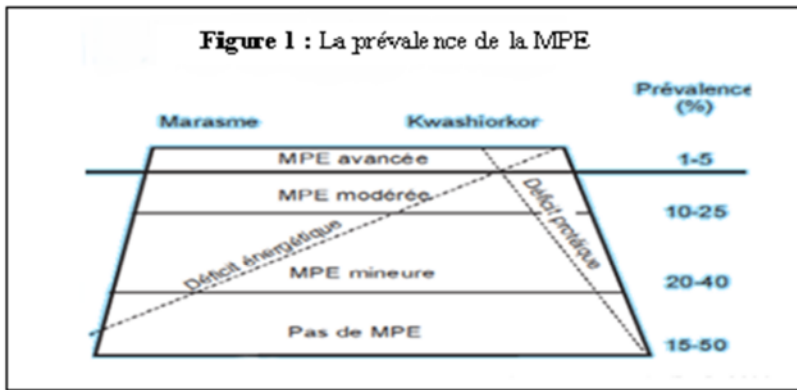 Figure 1 : La prévalence de la MPE
Prévalence
(%)
Marasme Kwashiorkor
MPE avancée 1-5
MPE modérée 10-25
Déficit énergétique
Déficit protéique
MPE mineure 20-40
Pas de MPE 15-50